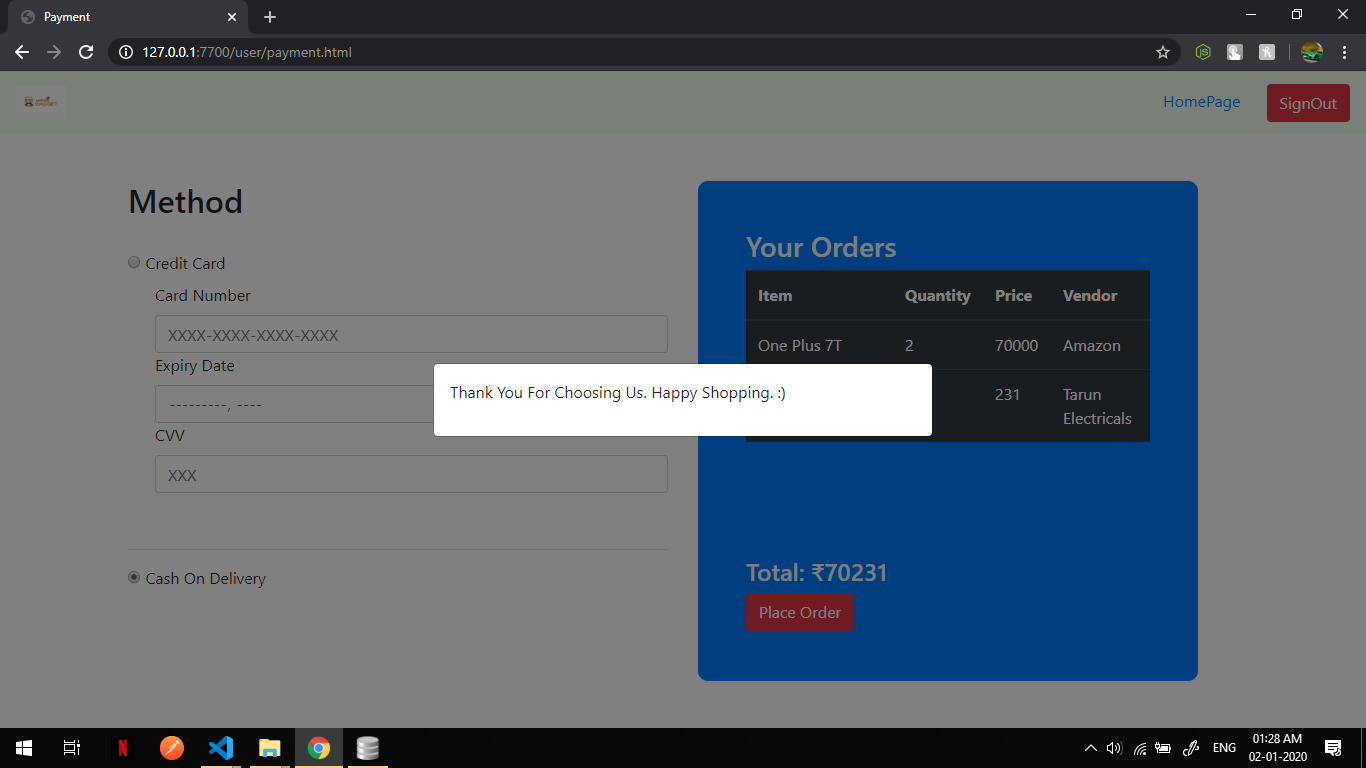 Payment
127.0.0.1:7700/user/payment.html
HomePage
SignOut
Method
Credit Card
Card Number
XXXX-XXXX-XXXX-XXXX
Expiry Date
---------, ----
CVV
XXX
Cash On Delivery
Your Orders
Item Quantity Price Vendor
One Plus 7T 2 70000 Amazon
231 Tarun
Electricals
Total: ₹70231
Place Order
Thank You For Choosing Us. Happy Shopping. :)
ENG
01:28 AM
02-01-2020